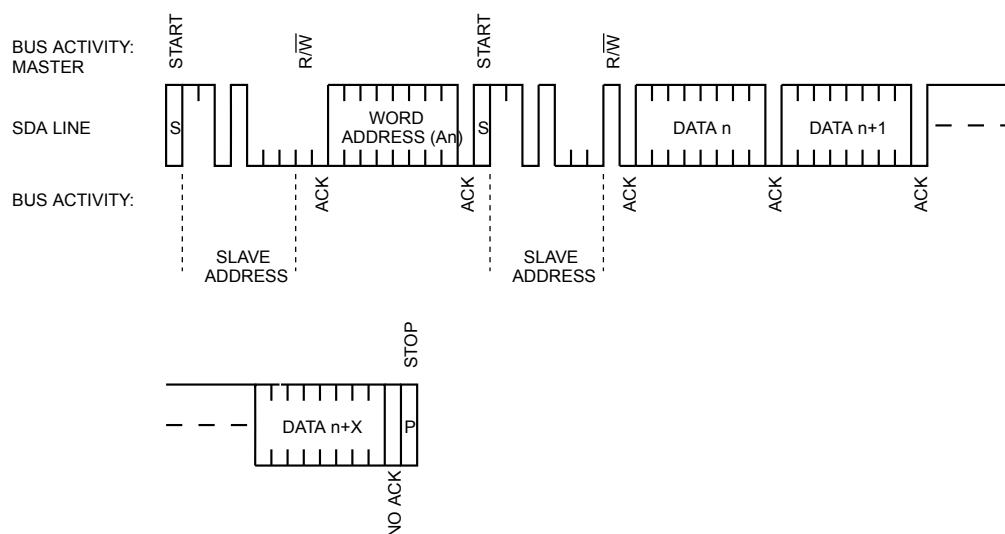 BUS ACTIVITY:
MASTER
START
R/W̅
START
R/W̅
SDA LINE
S
WORD
ADDRESS (An)
S
DATA n
DATA n+1
BUS ACTIVITY:
ACK
ACK
ACK
ACK
ACK
SLAVE
ADDRESS
SLAVE
ADDRESS
STOP
DATA n+X
P
NO ACK